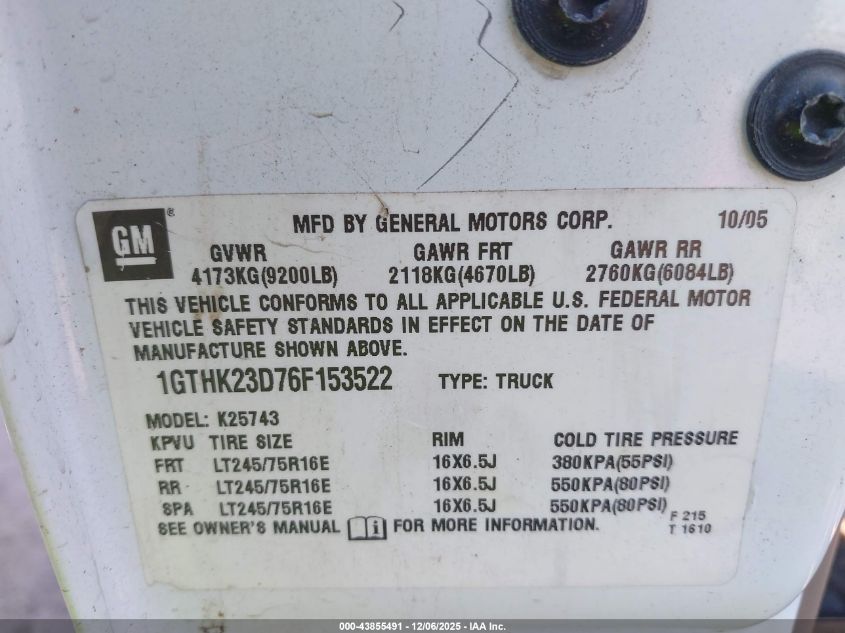 GM® MFD BY GENERAL MOTORS CORP. 10/05
GVWR GAWR FRT GAWR RR
4173KG(9200LB) 2118KG(4670LB) 2760KG(6084LB)
THIS VEHICLE CONFORMS TO ALL APPLICABLE U.S. FEDERAL MOTOR
VEHICLE SAFETY STANDARDS IN EFFECT ON THE DATE OF
MANUFACTURE SHOWN ABOVE.
1GTHK23D76F153522 TYPE: TRUCK
MODEL: K25743
KPVU TIRE SIZE RIM COLD TIRE PRESSURE
FRT LT245/75R16E 16X6.5J 380KPA(55PSI)
RR LT245/75R16E 16X6.5J 550KPA(80PSI)
SPA LT245/75R16E 16X6.5J 550KPA(80PSI)
SEE OWNER'S MANUAL i FOR MORE INFORMATION. F 215
T 1610
000-43855491 - 12/06/2025 - IAA Inc.